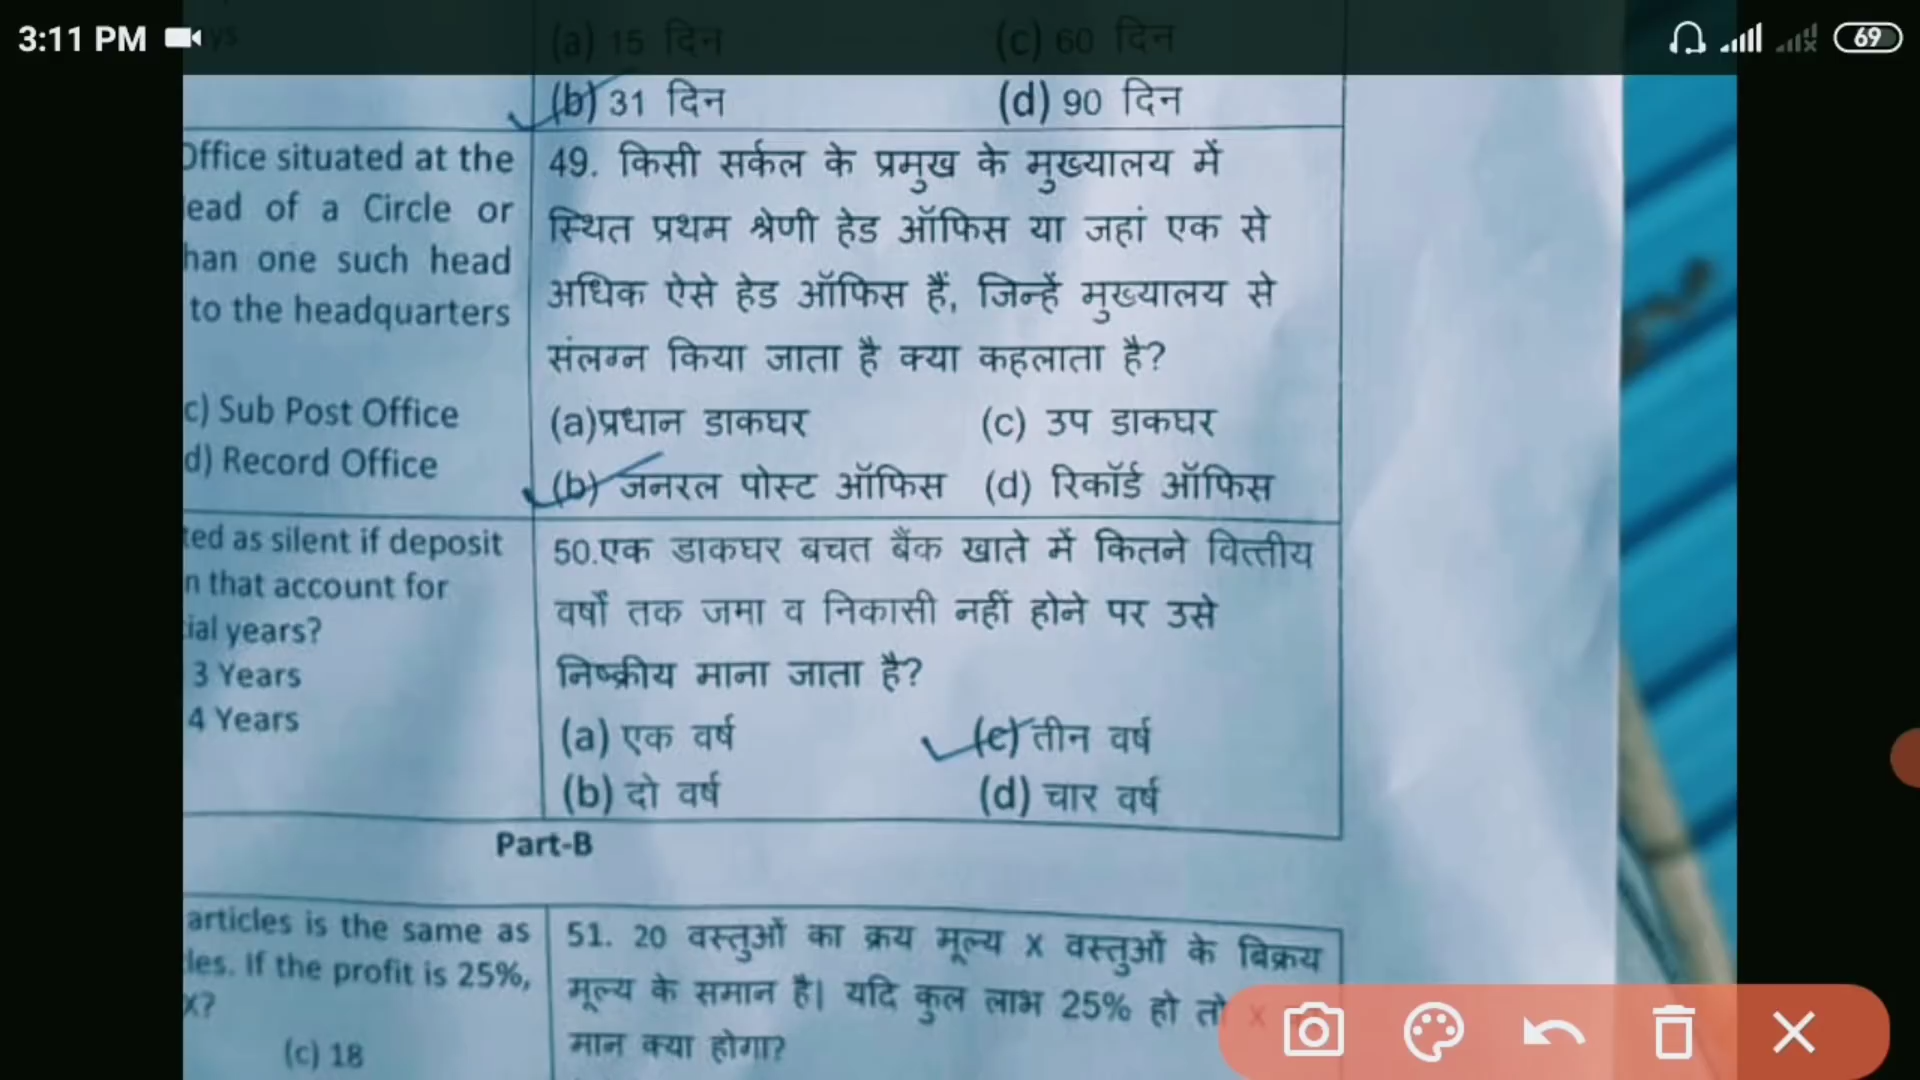 3:11 PM
69
(a) 15 दिन (c) 60 दिन
(b) 31 दिन (d) 90 दिन
Office situated at the
ead of a Circle or
han one such head
to the headquarters
c) Sub Post Office
d) Record Office
49. किसी सर्कल के प्रमुख के मुख्यालय में
स्थित प्रथम श्रेणी हेड ऑफिस या जहां एक से
अधिक ऐसे हेड ऑफिस हैं, जिन्हें मुख्यालय से
संलग्न किया जाता है क्या कहलाता है?
(a)प्रधान डाकघर (c) उप डाकघर
(b) जनरल पोस्ट ऑफिस (d) रिकॉर्ड ऑफिस
ted as silent if deposit
n that account for
ial years?
3 Years
4 Years
50.एक डाकघर बचत बैंक खाते में कितने वित्तीय
वर्षों तक जमा व निकासी नहीं होने पर उसे
निष्क्रीय माना जाता है?
(a) एक वर्ष (c) तीन वर्ष
(b) दो वर्ष (d) चार वर्ष
Part-B
articles is the same as
les. If the profit is 25%,
X?
(c) 18
51. 20 वस्तुओं का क्रय मूल्य x वस्तुओं के विक्रय
मूल्य के समान है। यदि कुल लाभ 25% हो तो x
मान क्या होगा?